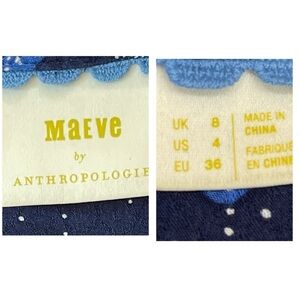 MAEVE
by
ANTHROPOLOGIE
UK 8
US 4
EU 36
MADE IN
CHINA
FABRIQUÉ
EN CHINE